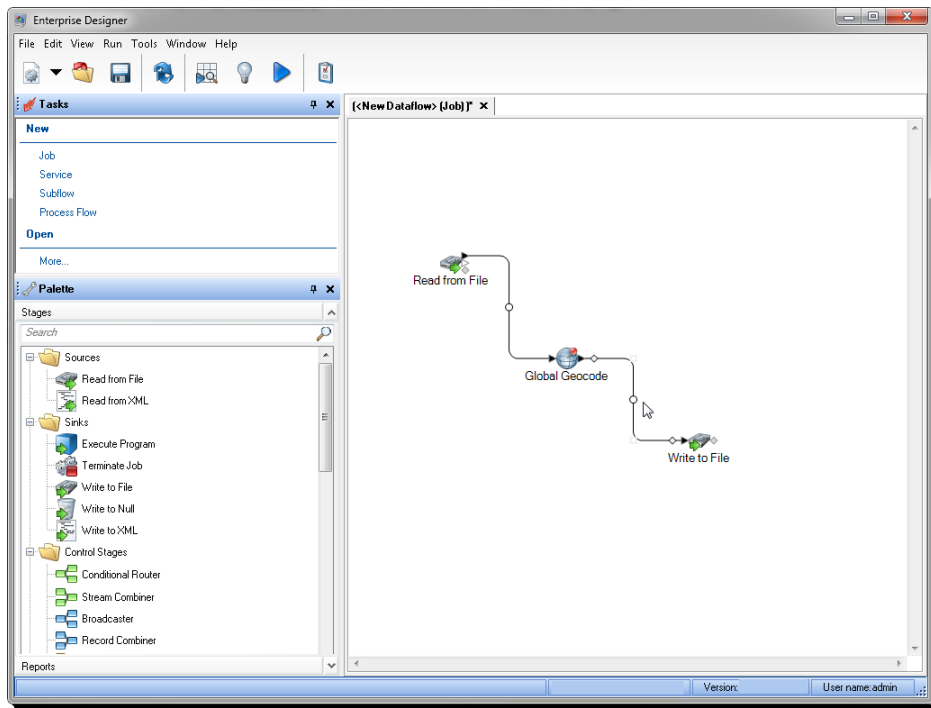 Enterprise Designer
File Edit View Run Tools Window Help
Tasks
New
Job
Service
Subflow
Process Flow
Open
More...
Palette
Stages
Search
Sources
Read from File
Read from XML
Sinks
Execute Program
Terminate Job
Write to File
Write to Null
Write to XML
Control Stages
Conditional Router
Stream Combiner
Broadcaster
Record Combiner
Reports
(<New Dataflow> (Job))*
Read from File
Global Geocode
Write to File
Version:
User name:admin